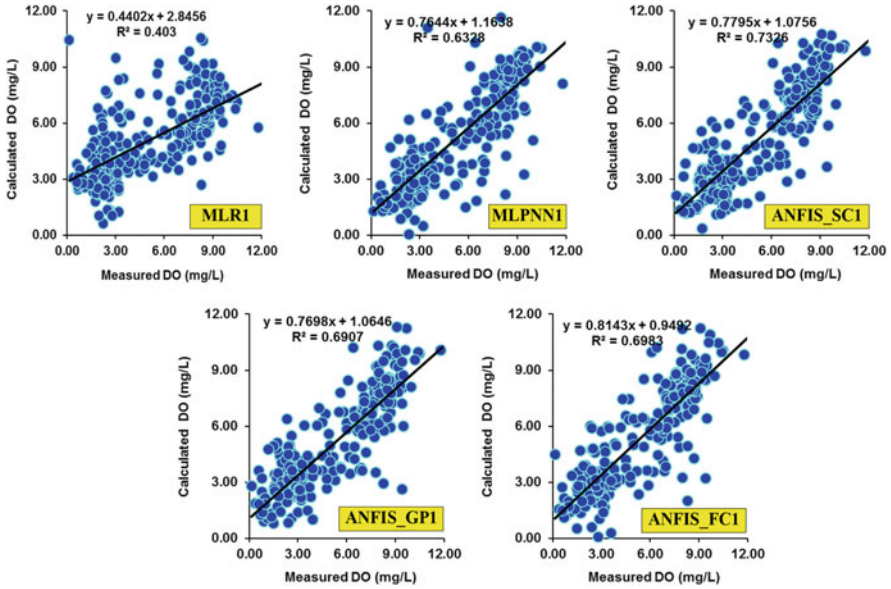 y = 0.4402x + 2.8456
R² = 0.403
12.00
9.00
6.00
3.00
0.00
Calculated DO (mg/L)
0.00 3.00 6.00 9.00 12.00
Measured DO (mg/L)
MLR1
y = 0.7644x + 1.1638
R² = 0.6328
12.00
9.00
6.00
3.00
0.00
Calculated DO (mg/L)
0.00 3.00 6.00 9.00 12.00
Measured DO (mg/L)
MLPNN1
y = 0.7795x + 1.0756
R² = 0.7326
12.00
9.00
6.00
3.00
0.00
Calculated DO (mg/L)
0.00 3.00 6.00 9.00 12.00
Measured DO (mg/L)
ANFIS_SC1
y = 0.7698x + 1.0646
R² = 0.6907
12.00
9.00
6.00
3.00
0.00
Calculated DO (mg/L)
0.00 3.00 6.00 9.00 12.00
Measured DO (mg/L)
ANFIS_GP1
y = 0.8143x + 0.9492
R² = 0.6983
12.00
9.00
6.00
3.00
0.00
Calculated DO (mg/L)
0.00 3.00 6.00 9.00 12.00
Measured DO (mg/L)
ANFIS_FC1